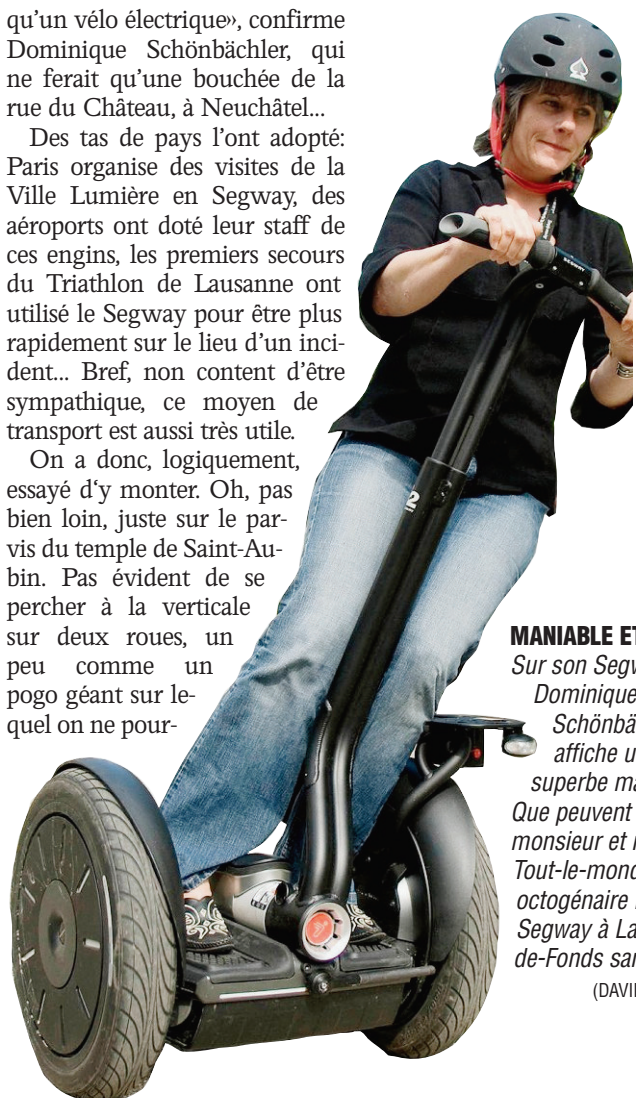 qu'un vélo électrique», confirme
Dominique Schönbächler, qui
ne ferait qu'une bouchée de la
rue du Château, à Neuchâtel...
Des tas de pays l'ont adopté:
Paris organise des visites de la
Ville Lumière en Segway, des
aéroports ont doté leur staff de
ces engins, les premiers secours
du Triathlon de Lausanne ont
utilisé le Segway pour être plus
rapidement sur le lieu d'un inci-
dent... Bref, non content d'être
sympathique, ce moyen de
transport est aussi très utile.
On a donc, logiquement,
essayé d'y monter. Oh, pas
bien loin, juste sur le par-
vis du temple de Saint-Au-
bin. Pas évident de se
percher à la verticale
sur deux roues, un
peu comme un
pogo géant sur le-
quel on ne pour-
MANIABLE ET
Sur son Segw
Dominique
Schönbä
affiche u
superbe ma
Que peuvent
monsieur et
Tout-le-mond
octogénaire
Segway à La
de-Fonds san
(DAVI
SEGWAY